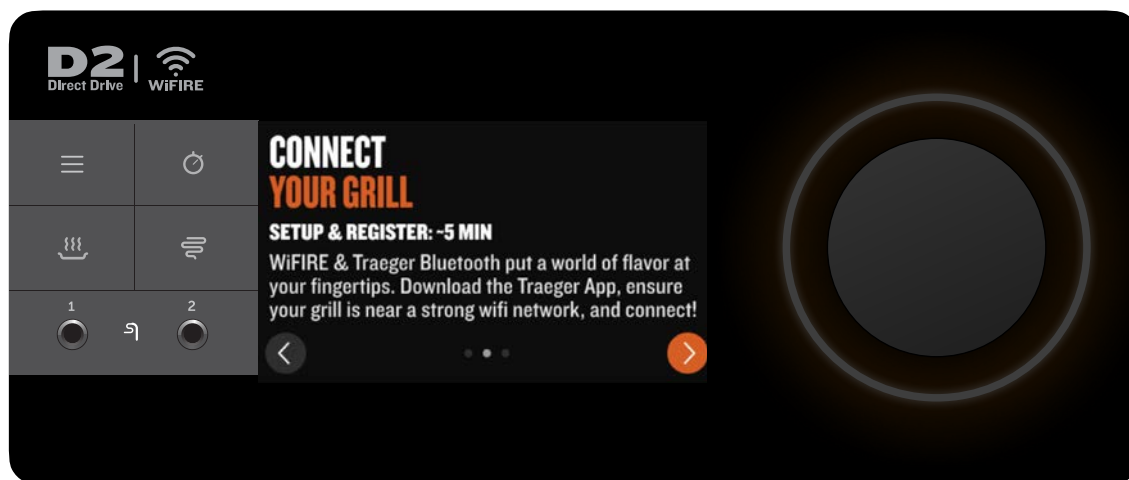 D2
Direct Drive
WiFIRE
CONNECT
YOUR GRILL
SETUP & REGISTER: ~5 MIN
WiFIRE & Traeger Bluetooth put a world of flavor at
your fingertips. Download the Traeger App, ensure
your grill is near a strong wifi network, and connect!
1
2